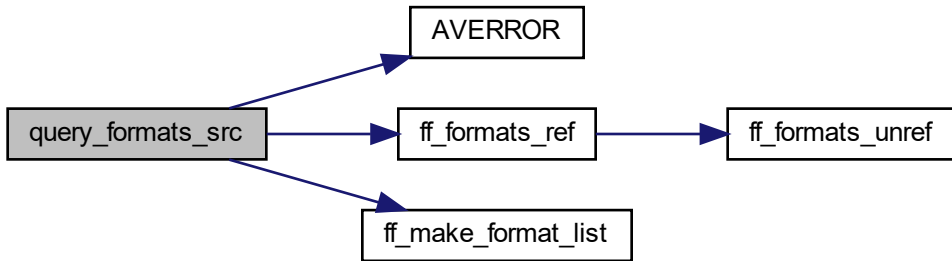 AVERROR
query_formats_src
ff_formats_ref
ff_formats_unref
ff_make_format_list